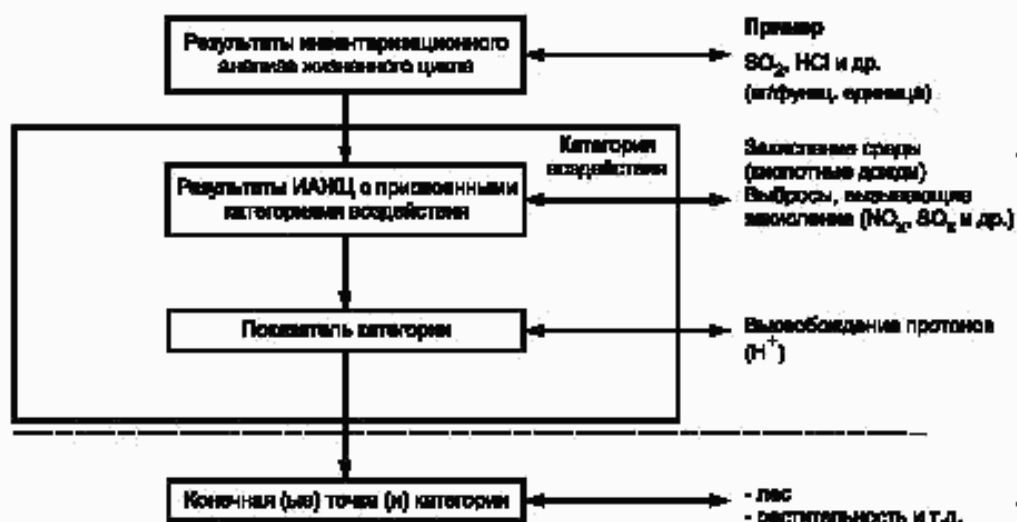 Результаты инвентаризационного
анализа жизненного цикла
Пример
SO2, HCl и др.
(кг/функц. единица)
Категория
воздействия
Результаты ИАЖЦ с присвоенными
категориями воздействия
Закисление среды
(кислотные дожди)
Выбросы, вызывающие
закисление (NOx, SOx и др.)
Показатель категории
Высвобождение протонов
(H+)
Конечная (ые) точка (и) категории
- лес
- растительность и т.д.